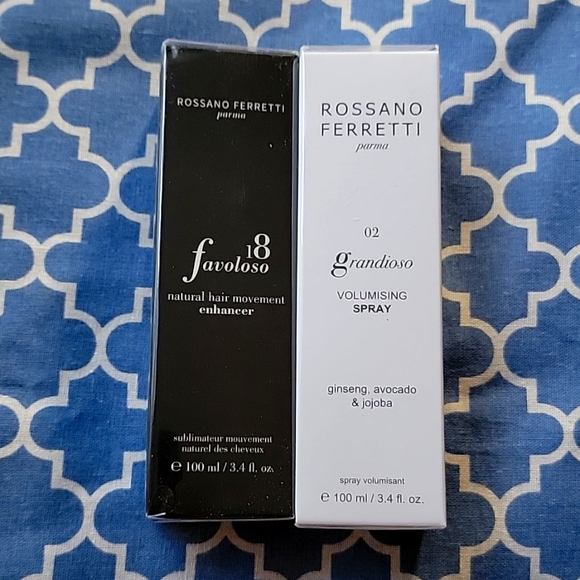 ROSSANO FERRETTI
parma
18
favoloso
natural hair movement
enhancer
sublimateur mouvement
naturel des cheveux
℮ 100 ml / 3.4 fl. oz.
ROSSANO
FERRETTI
parma
02
grandioso
VOLUMISING
SPRAY
ginseng, avocado
& jojoba
spray volumisant
℮ 100 ml / 3.4 fl. oz.